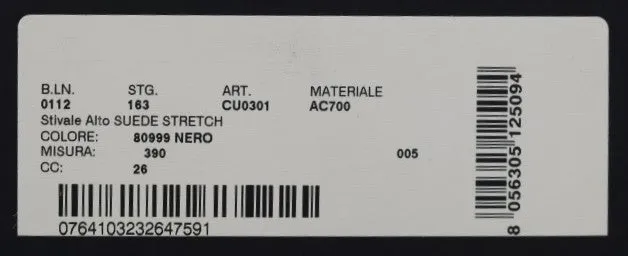 B.LN. STG. ART. MATERIALE
0112 163 CU0301 AC700
Stivale Alto SUEDE STRETCH
COLORE: 80999 NERO
MISURA: 390 005
CC: 26
0764103232647591
8 056305 125094